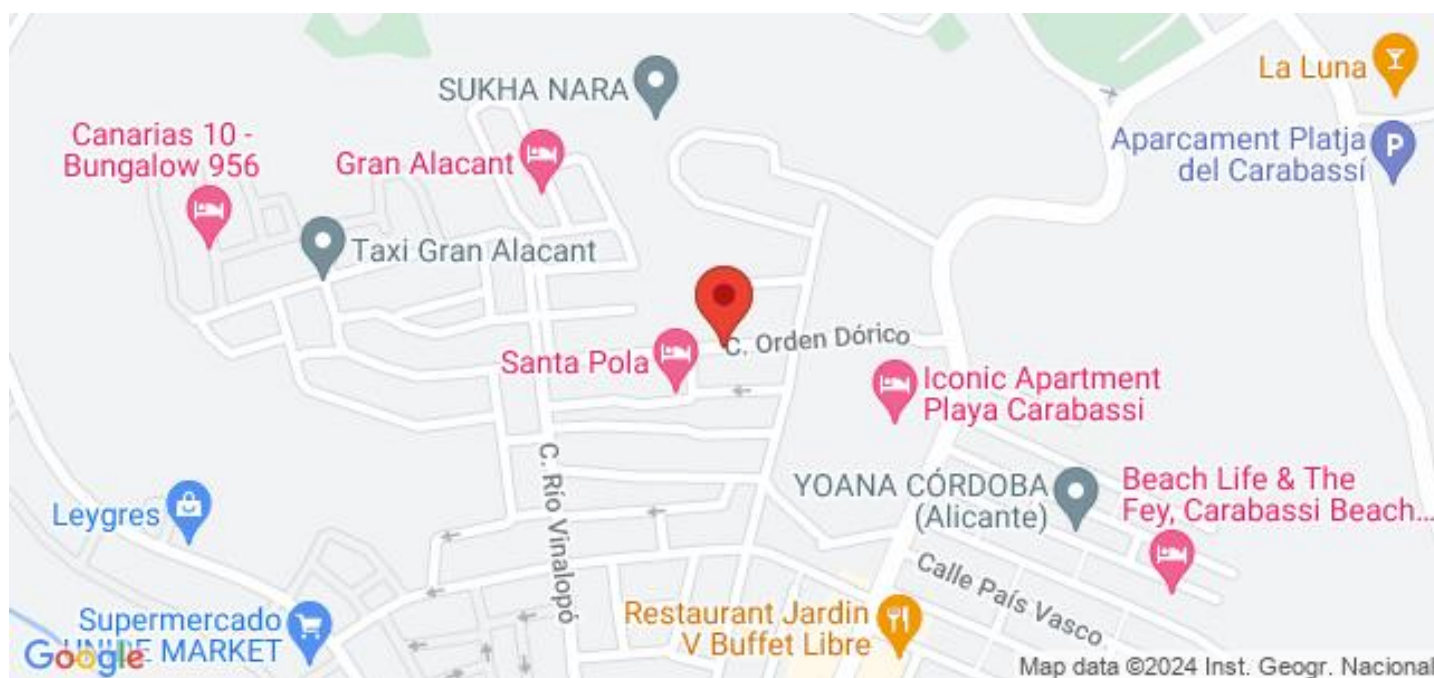 SUKHA NARA
La Luna
Canarias 10 -
Bungalow 956
Gran Alacant
Aparcament Platja
del Carabassí
Taxi Gran Alacant
C. Orden Dórico
Santa Pola
Iconic Apartment
Playa Carabassi
C. Río Vinalopó
YOANA CÓRDOBA
(Alicante)
Beach Life & The
Fey, Carabassi Beach...
Leygres
Calle País Vasco
Supermercado
MARKET
Restaurant Jardin
V Buffet Libre
Google
Map data ©2024 Inst. Geogr. Nacional